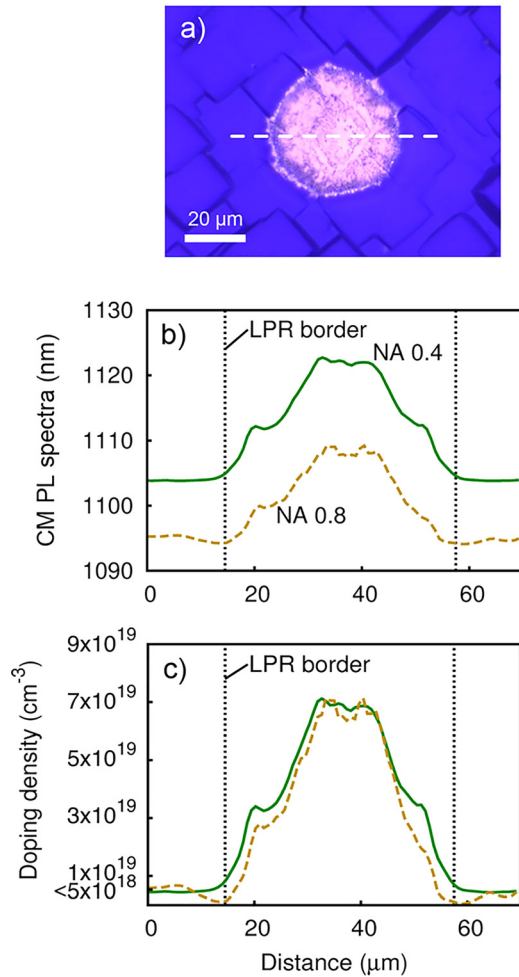 a)
20 µm
b)
LPR border
NA 0.4
NA 0.8
CM PL spectra (nm)
1130
1120
1110
1100
1090
0 20 40 60
c)
LPR border
Doping density (cm⁻³)
9x10¹⁹
7x10¹⁹
5x10¹⁹
3x10¹⁹
1x10¹⁹
<5x10¹⁸
0 20 40 60
Distance (µm)